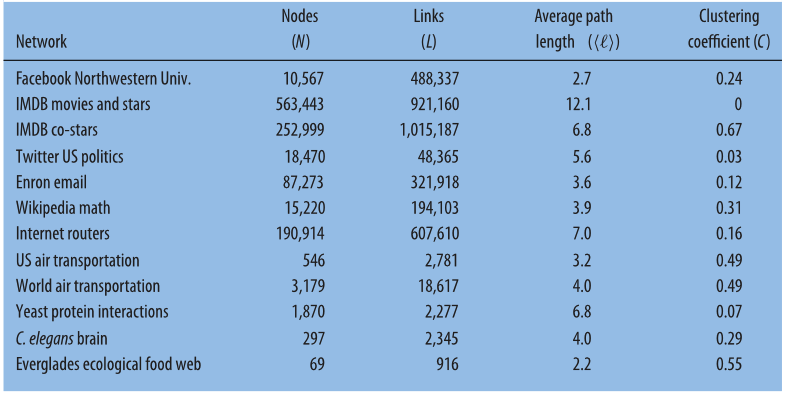 Network Nodes (N) Links (L) Average path length (⟨ℓ⟩) Clustering coefficient (C)
Facebook Northwestern Univ. 10,567 488,337 2.7 0.24
IMDB movies and stars 563,443 921,160 12.1 0
IMDB co-stars 252,999 1,015,187 6.8 0.67
Twitter US politics 18,470 48,365 5.6 0.03
Enron email 87,273 321,918 3.6 0.12
Wikipedia math 15,220 194,103 3.9 0.31
Internet routers 190,914 607,610 7.0 0.16
US air transportation 546 2,781 3.2 0.49
World air transportation 3,179 18,617 4.0 0.49
Yeast protein interactions 1,870 2,277 6.8 0.07
C. elegans brain 297 2,345 4.0 0.29
Everglades ecological food web 69 916 2.2 0.55